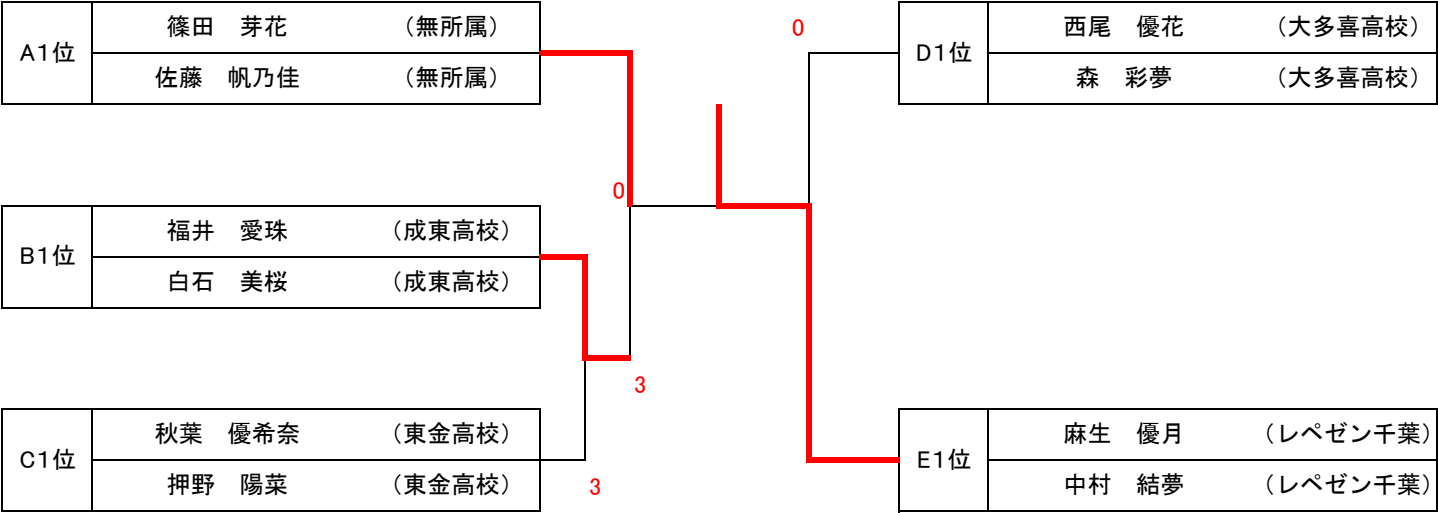 A1位
篠田　芽花　（無所属）
佐藤　帆乃佳　（無所属）
0
D1位
西尾　優花　（大多喜高校）
森　彩夢　（大多喜高校）
0
B1位
福井　愛珠　（成東高校）
白石　美桜　（成東高校）
3
C1位
秋葉　優希奈　（東金高校）
押野　陽菜　（東金高校）
3
E1位
麻生　優月　（レペゼン千葉）
中村　結夢　（レペゼン千葉）